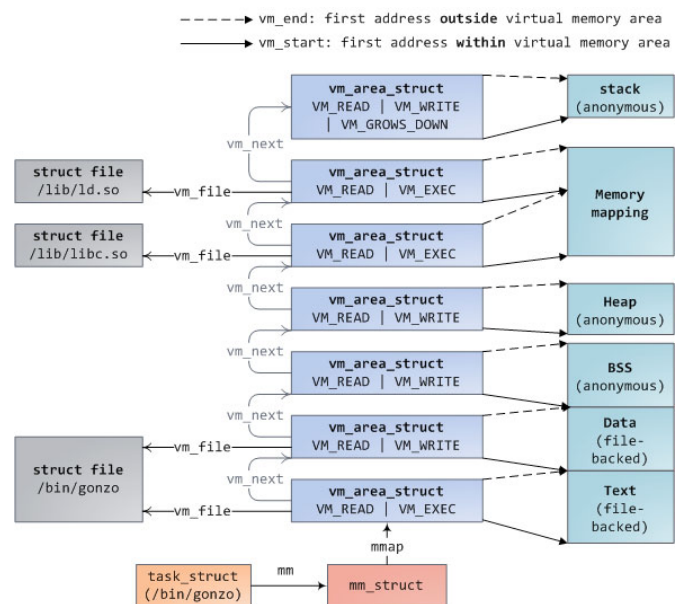 vm_end: first address outside virtual memory area
vm_start: first address within virtual memory area
vm_area_struct
VM_READ | VM_WRITE
| VM_GROWS_DOWN
stack
(anonymous)
vm_next
struct file
/lib/ld.so
vm_file
vm_area_struct
VM_READ | VM_EXEC
Memory
mapping
vm_next
struct file
/lib/libc.so
vm_file
vm_area_struct
VM_READ | VM_EXEC
vm_next
vm_area_struct
VM_READ | VM_WRITE
Heap
(anonymous)
vm_next
vm_area_struct
VM_READ | VM_WRITE
BSS
(anonymous)
vm_next
vm_file
vm_area_struct
VM_READ | VM_WRITE
Data
(file-
backed)
struct file
/bin/gonzo
vm_next
vm_file
vm_area_struct
VM_READ | VM_EXEC
Text
(file-
backed)
mmap
task_struct
(/bin/gonzo)
mm
mm_struct